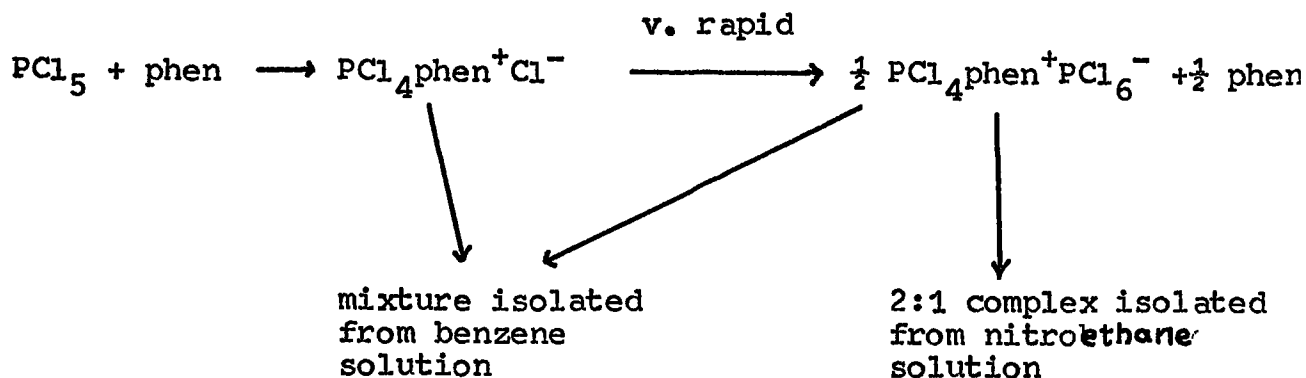 v. rapid
PCl₅ + phen ⟶ PCl₄phen⁺Cl⁻ ⟶ ½ PCl₄phen⁺PCl₆⁻ +½ phen
mixture isolated from benzene solution
2:1 complex isolated from nitroethane solution